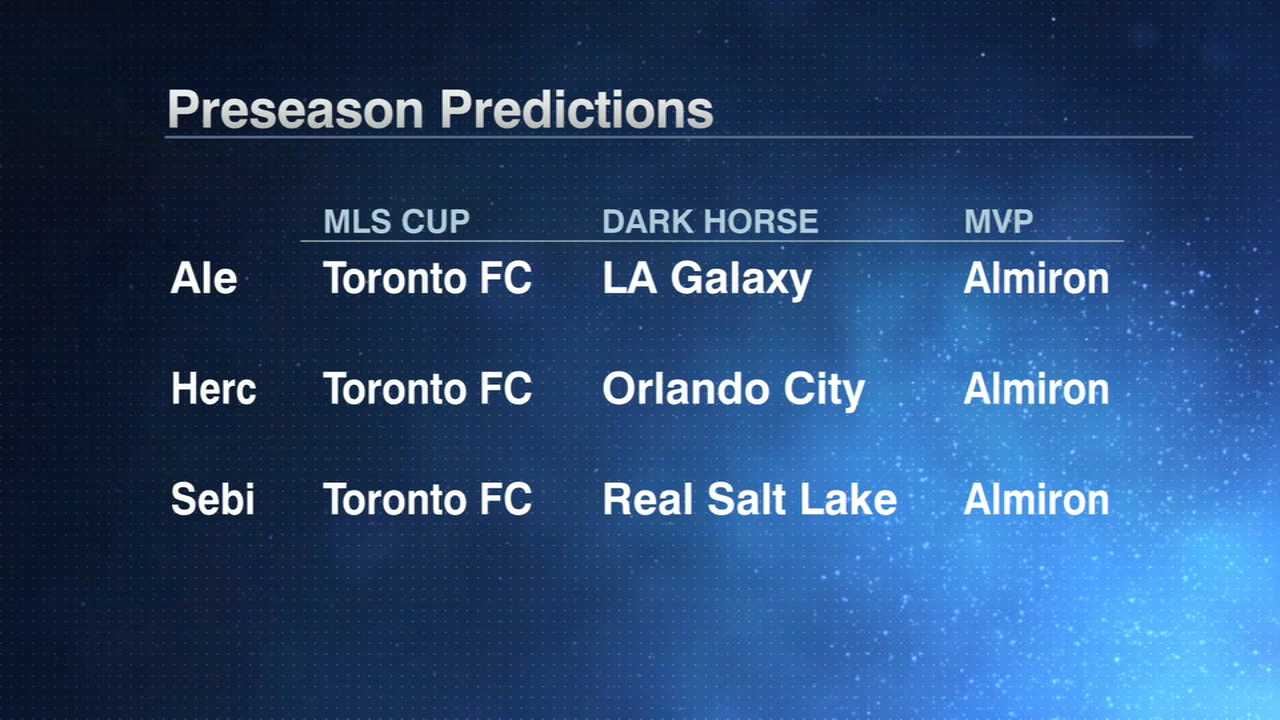 Preseason Predictions
MLS CUP DARK HORSE MVP
Ale Toronto FC LA Galaxy Almiron
Herc Toronto FC Orlando City Almiron
Sebi Toronto FC Real Salt Lake Almiron